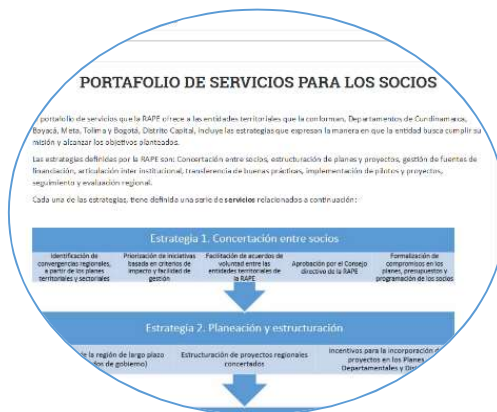 PORTAFOLIO DE SERVICIOS PARA LOS SOCIOS
portafolio de servicios que la RAPE ofrece a las entidades territoriales que la conforman, Departamentos de Cundinamarca,
Boyacá, Meta, Tolima y Bogotá, Distrito Capital, incluye las estrategias que expresan la manera en que la entidad busca cumplir su
misión y alcanzar los objetivos planteados.
Las estrategias definidas por la RAPE son: Concertación entre socios, estructuración de planes y proyectos, gestión de fuentes de
financiación, articulación inter institucional, transferencia de buenas prácticas, implementación de pilotos y proyectos,
seguimiento y evaluación regional.
Cada una de las estrategias, tiene definida una serie de servicios relacionados a continuación:
Estrategia 1. Concertación entre socios
Identificación de
convergencias regionales,
a partir de los planes
territoriales y sectoriales
Priorización de iniciativas
basada en criterios de
impacto y facilidad de
gestión
Facilitación de acuerdos de
voluntad entre las
entidades territoriales de
la RAPE
Aprobación por el Consejo
directivo de la RAPE
Formalización de
compromisos en los
planes, presupuestos y
programación de los socios
Estrategia 2. Planeación y estructuración
de la región de largo plazo
de gobierno)
Estructuración de proyectos regionales
concertados
Incentivos para la incorporación
proyectos en los Planes
Departamentales y